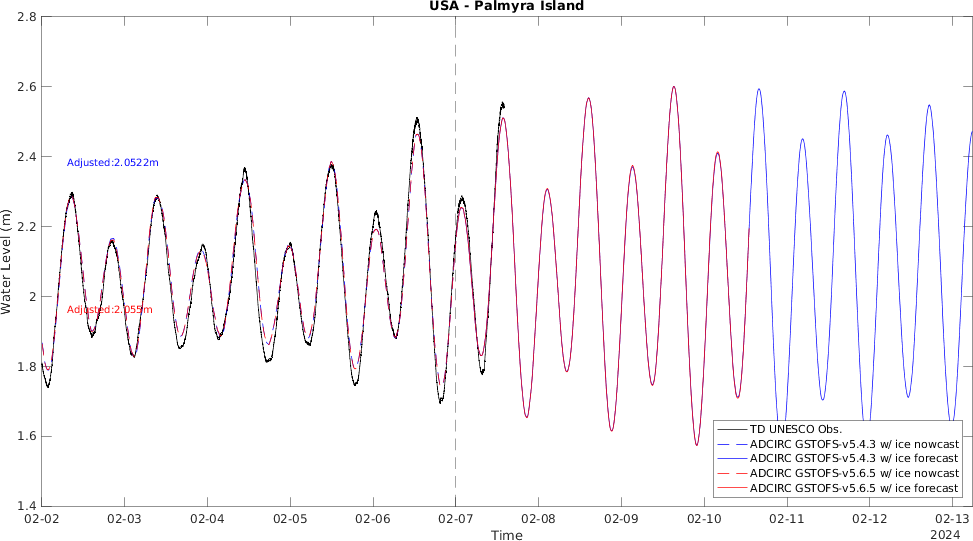 USA - Palmyra Island
2.8
2.6
2.4
2.2
2
1.8
1.6
1.4
Water Level (m)
Adjusted:2.0522m
Adjusted:2.055m
TD UNESCO Obs.
ADCIRC GSTOFS-v5.4.3 w/ ice nowcast
ADCIRC GSTOFS-v5.4.3 w/ ice forecast
ADCIRC GSTOFS-v5.6.5 w/ ice nowcast
ADCIRC GSTOFS-v5.6.5 w/ ice forecast
02-02 02-03 02-04 02-05 02-06 02-07 02-08 02-09 02-10 02-11 02-12 02-13
Time
2024